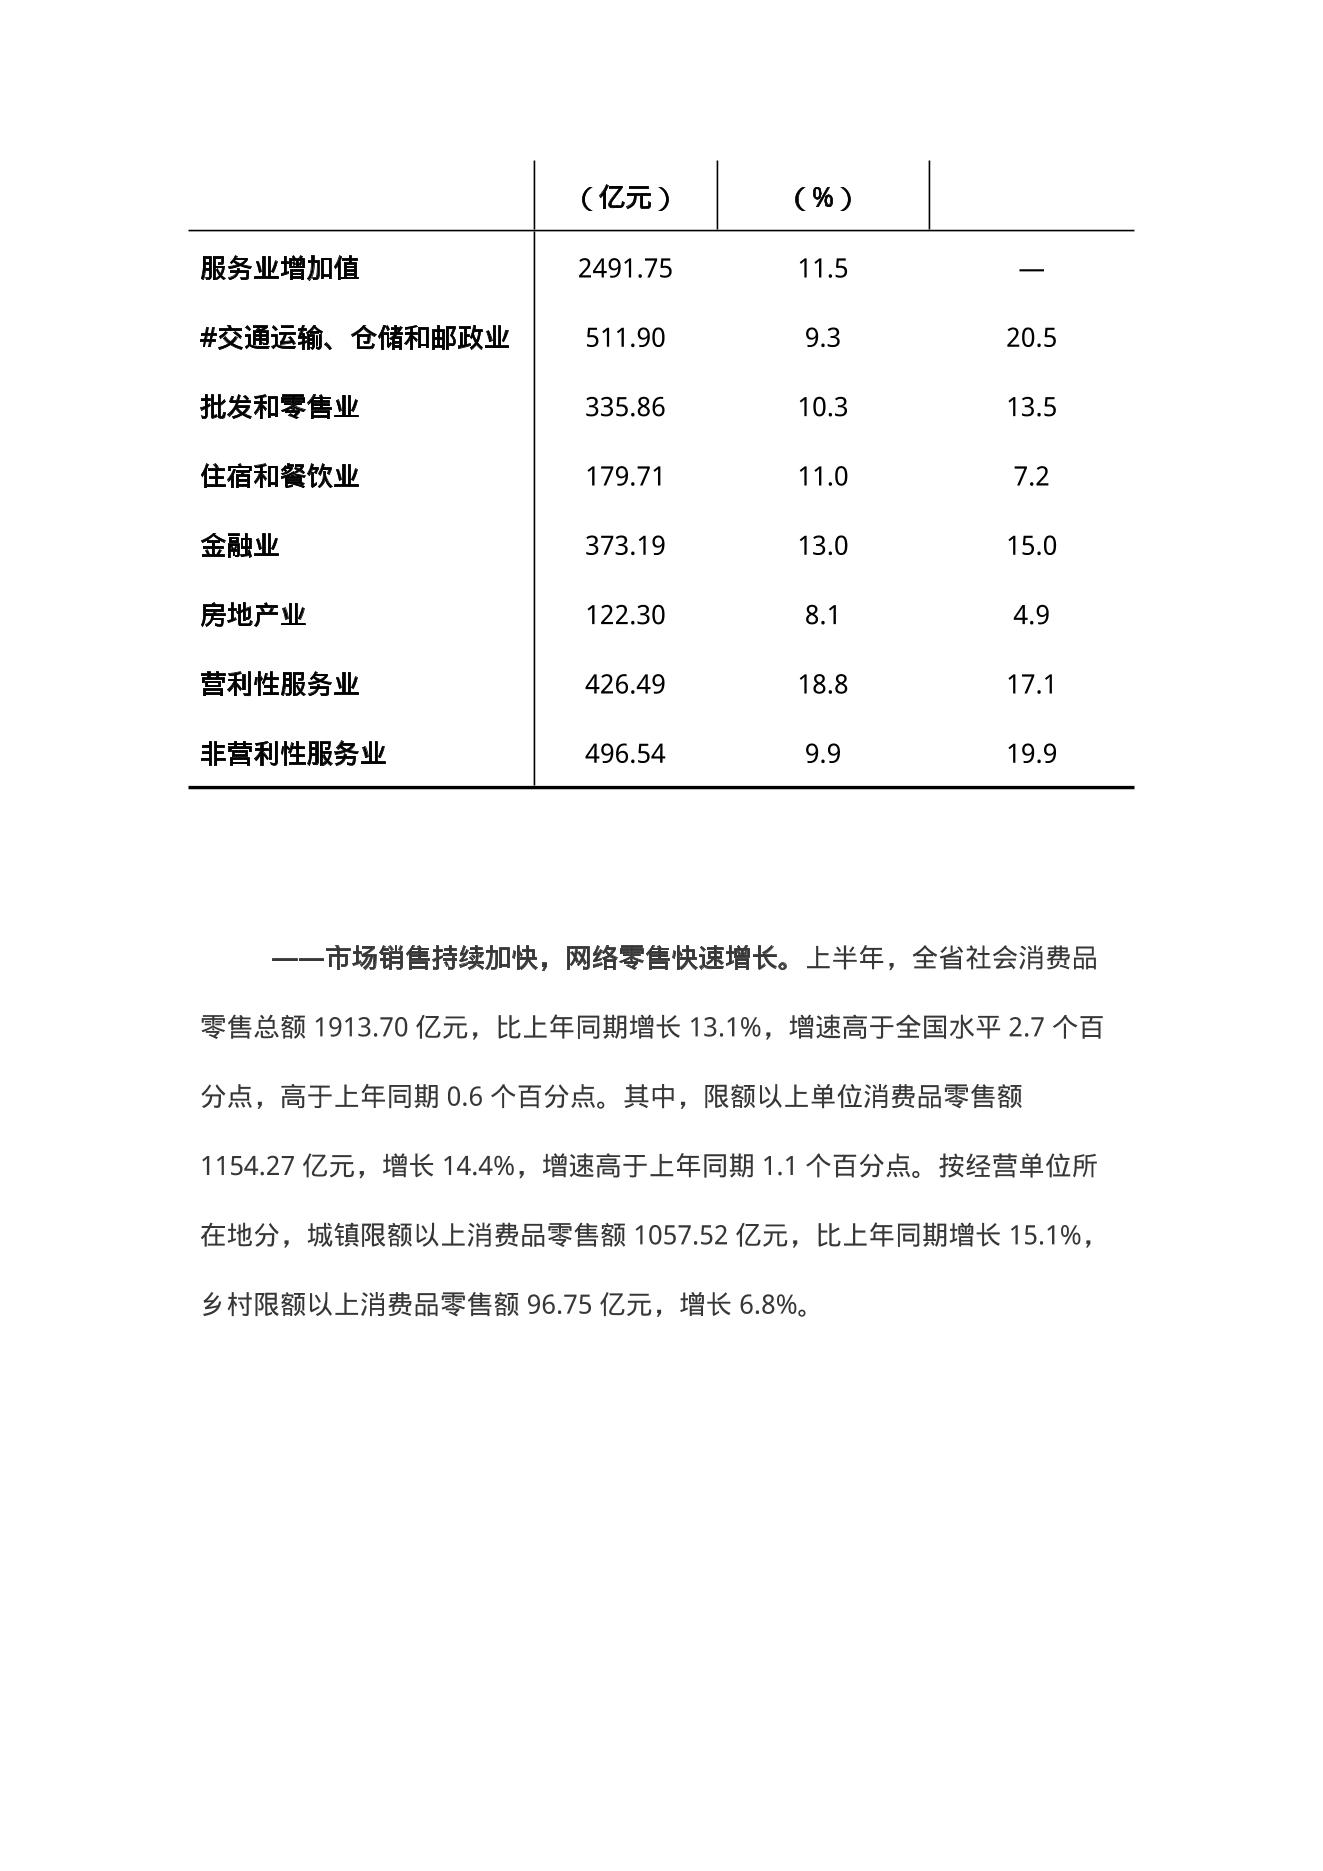 （亿元） （%）
服务业增加值 2491.75 11.5 —
#交通运输、仓储和邮政业 511.90 9.3 20.5
批发和零售业 335.86 10.3 13.5
住宿和餐饮业 179.71 11.0 7.2
金融业 373.19 13.0 15.0
房地产业 122.30 8.1 4.9
营利性服务业 426.49 18.8 17.1
非营利性服务业 496.54 9.9 19.9
——市场销售持续加快，网络零售快速增长。上半年，全省社会消费品
零售总额 1913.70 亿元，比上年同期增长 13.1%，增速高于全国水平 2.7 个百
分点，高于上年同期 0.6 个百分点。其中，限额以上单位消费品零售额
1154.27 亿元，增长 14.4%，增速高于上年同期 1.1 个百分点。按经营单位所
在地分，城镇限额以上消费品零售额 1057.52 亿元，比上年同期增长 15.1%，
乡村限额以上消费品零售额 96.75 亿元，增长 6.8%。